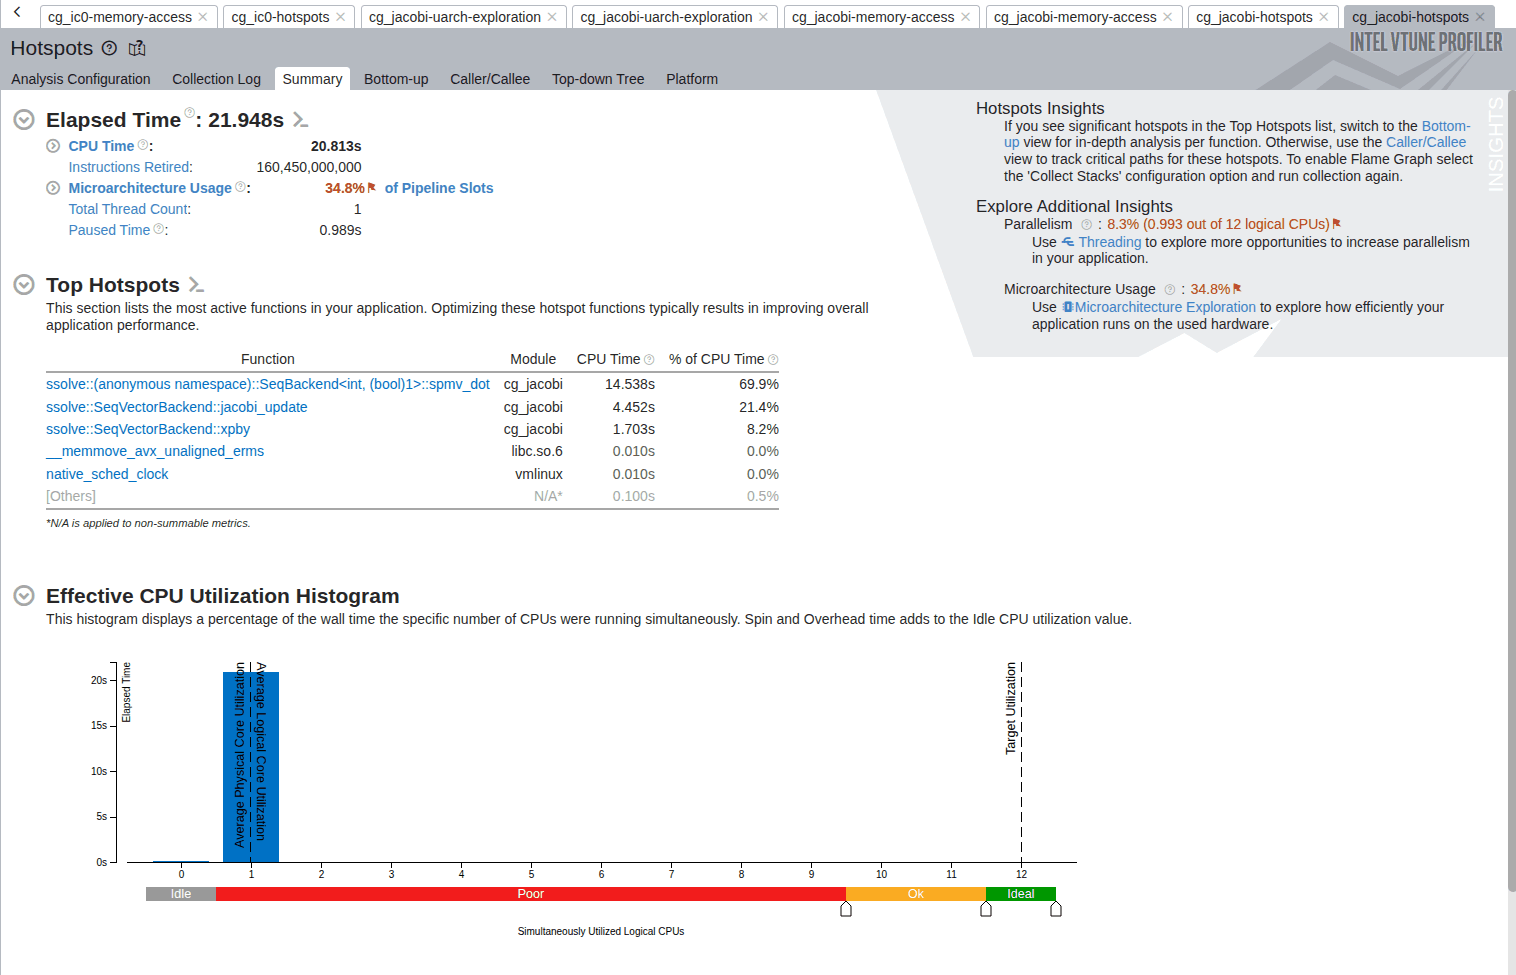 cg_ic0-memory-access
cg_ic0-hotspots
cg_jacobi-uarch-exploration
cg_jacobi-uarch-exploration
cg_jacobi-memory-access
cg_jacobi-memory-access
cg_jacobi-hotspots
cg_jacobi-hotspots
Hotspots
INTEL VTUNE PROFILER
Analysis Configuration
Collection Log
Summary
Bottom-up
Caller/Callee
Top-down Tree
Platform
Elapsed Time : 21.948s
CPU Time : 20.813s
Instructions Retired: 160,450,000,000
Microarchitecture Usage : 34.8% of Pipeline Slots
Total Thread Count: 1
Paused Time : 0.989s
Top Hotspots
This section lists the most active functions in your application. Optimizing these hotspot functions typically results in improving overall
application performance.
Function Module CPU Time % of CPU Time
ssolve::(anonymous namespace)::SeqBackend<int, (bool)1>::spmv_dot cg_jacobi 14.538s 69.9%
ssolve::SeqVectorBackend::jacobi_update cg_jacobi 4.452s 21.4%
ssolve::SeqVectorBackend::xpby cg_jacobi 1.703s 8.2%
__memmove_avx_unaligned_erms libc.so.6 0.010s 0.0%
native_sched_clock vmlinux 0.010s 0.0%
[Others] N/A* 0.100s 0.5%
*N/A is applied to non-summable metrics.
Hotspots Insights
If you see significant hotspots in the Top Hotspots list, switch to the Bottom-
up view for in-depth analysis per function. Otherwise, use the Caller/Callee
view to track critical paths for these hotspots. To enable Flame Graph select
the 'Collect Stacks' configuration option and run collection again.
Explore Additional Insights
Parallelism : 8.3% (0.993 out of 12 logical CPUs)
Use Threading to explore more opportunities to increase parallelism
in your application.
Microarchitecture Usage : 34.8%
Use Microarchitecture Exploration to explore how efficiently your
application runs on the used hardware.
INSIGHTS
Effective CPU Utilization Histogram
This histogram displays a percentage of the wall time the specific number of CPUs were running simultaneously. Spin and Overhead time adds to the Idle CPU utilization value.
20s
15s
10s
5s
0s
Elapsed Time
Average Physical Core Utilization
Average Logical Core Utilization
Target Utilization
0 1 2 3 4 5 6 7 8 9 10 11 12
Idle Poor Ok Ideal
Simultaneously Utilized Logical CPUs